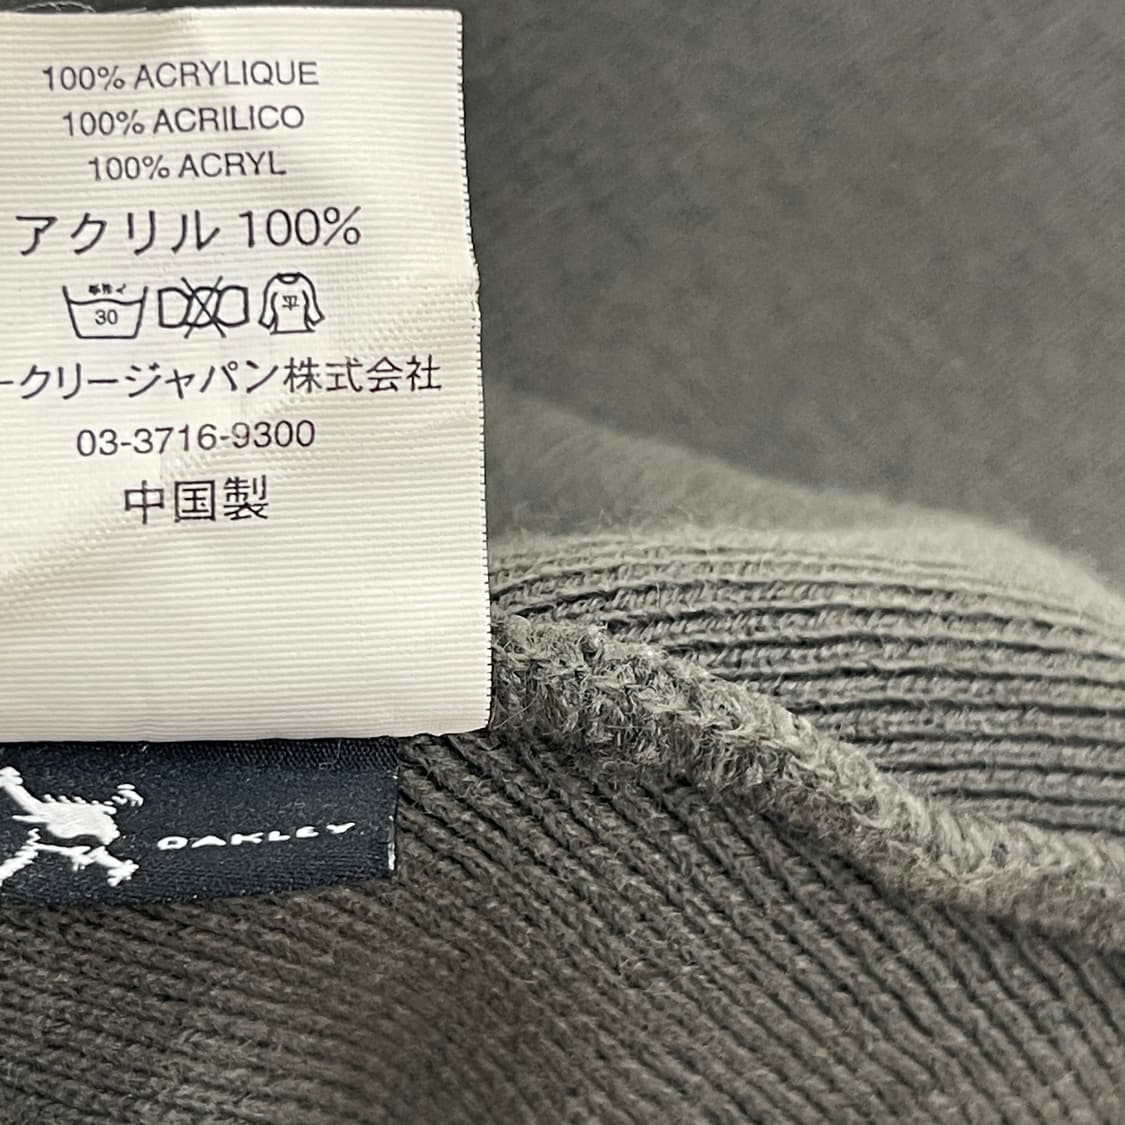 100% ACRYLIQUE
100% ACRILICO
100% ACRYL
アクリル 100%
30
平
ークリージャパン株式会社
03-3716-9300
中国製
OAKLEY